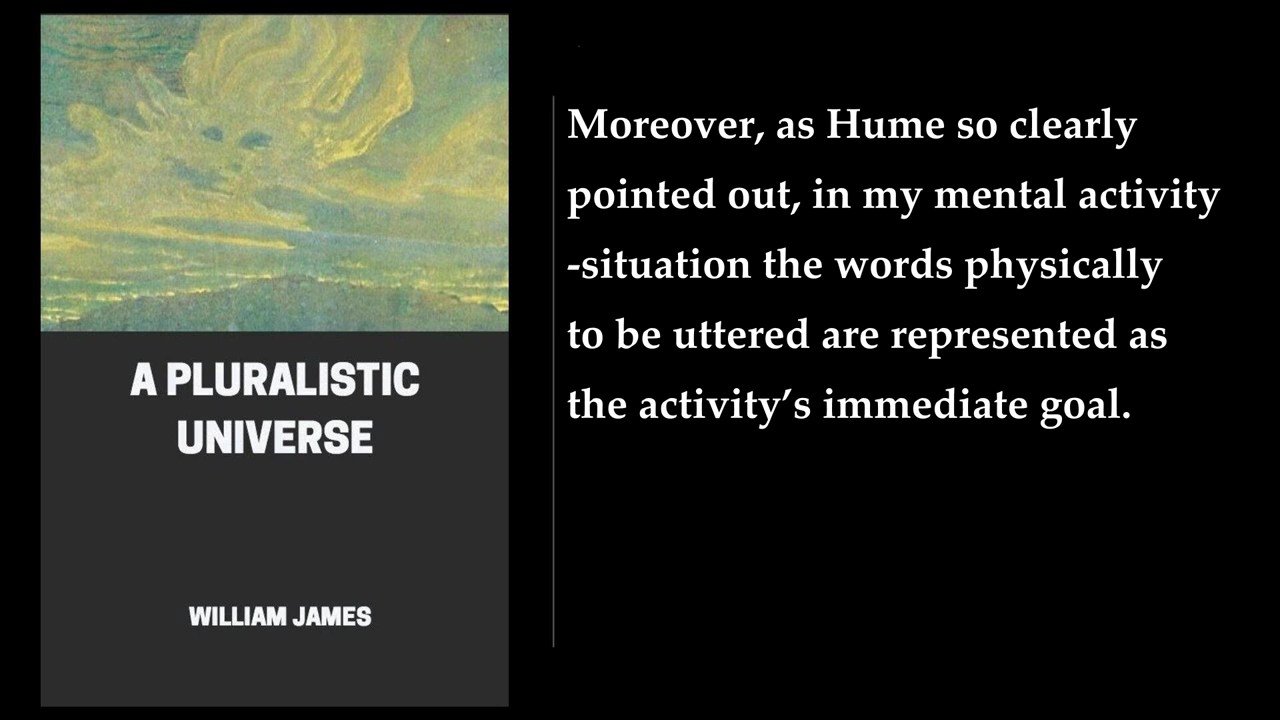 A PLURALISTIC
UNIVERSE
WILLIAM JAMES
Moreover, as Hume so clearly
pointed out, in my mental activity
-situation the words physically
to be uttered are represented as
the activity’s immediate goal.